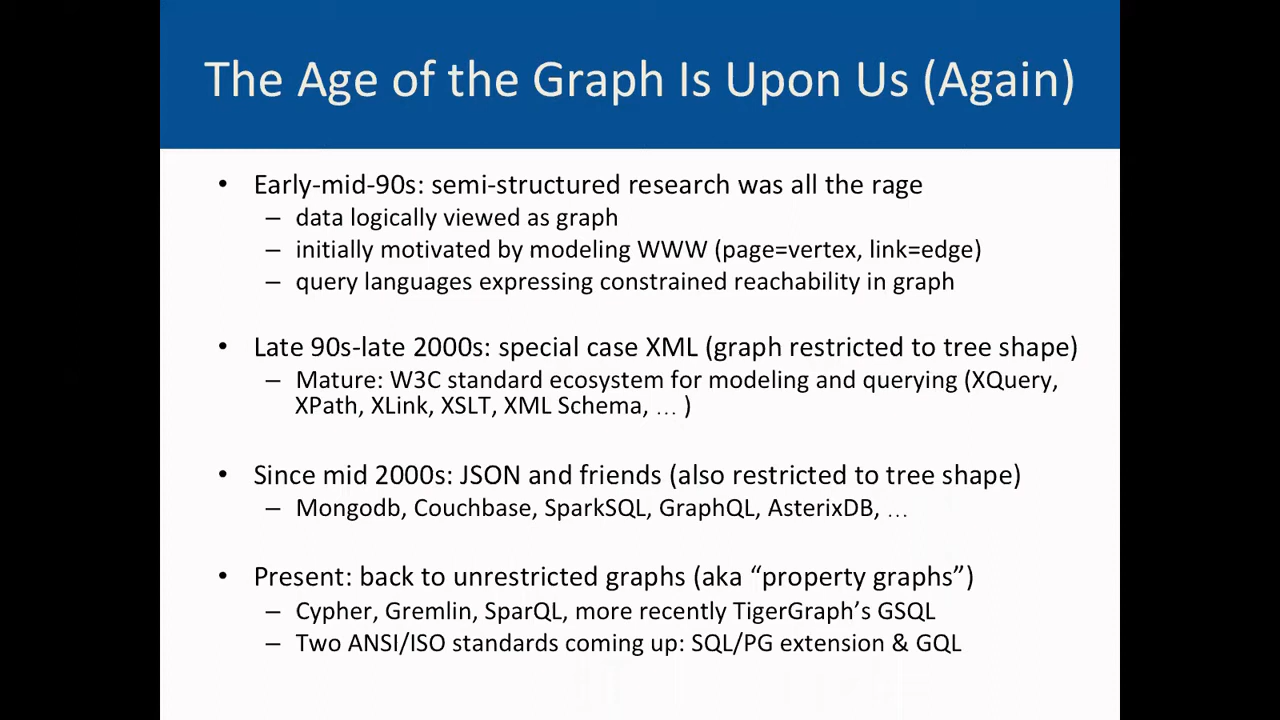 The Age of the Graph Is Upon Us (Again)
• Early-mid-90s: semi-structured research was all the rage
– data logically viewed as graph
– initially motivated by modeling WWW (page=vertex, link=edge)
– query languages expressing constrained reachability in graph
• Late 90s-late 2000s: special case XML (graph restricted to tree shape)
– Mature: W3C standard ecosystem for modeling and querying (XQuery,
XPath, XLink, XSLT, XML Schema, … )
• Since mid 2000s: JSON and friends (also restricted to tree shape)
– Mongodb, Couchbase, SparkSQL, GraphQL, AsterixDB, …
• Present: back to unrestricted graphs (aka “property graphs”)
– Cypher, Gremlin, SparQL, more recently TigerGraph’s GSQL
– Two ANSI/ISO standards coming up: SQL/PG extension & GQL